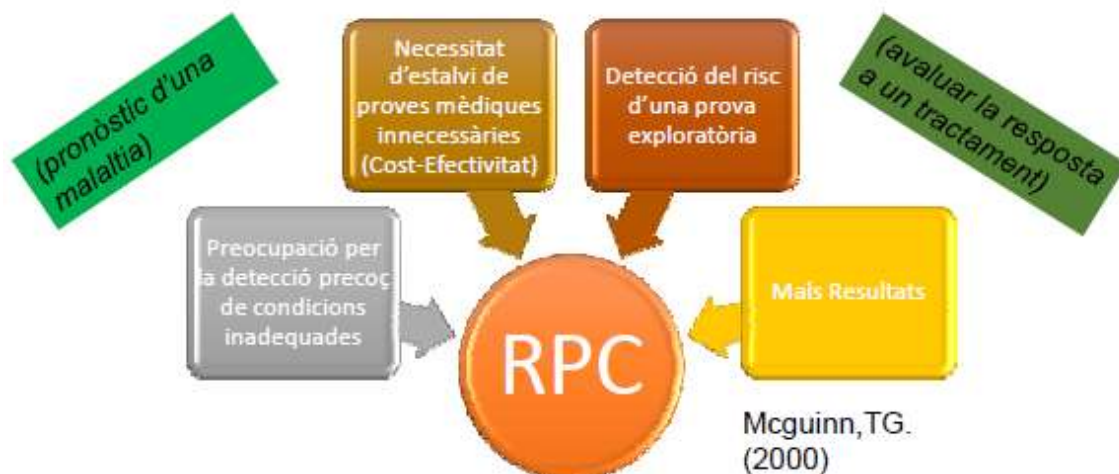 (pronòstic d'una
malaltia)
Necessitat
d'estalvi de
proves mèdiques
innecessàries
(Cost-Efectivitat)
Detecció del risc
d'una prova
exploratòria
(avaluar la resposta
a un tractament)
Preocupació per
la detecció precoç
de condicions
inadequades
Mals Resultats
RPC
Mcguinn,TG.
(2000)